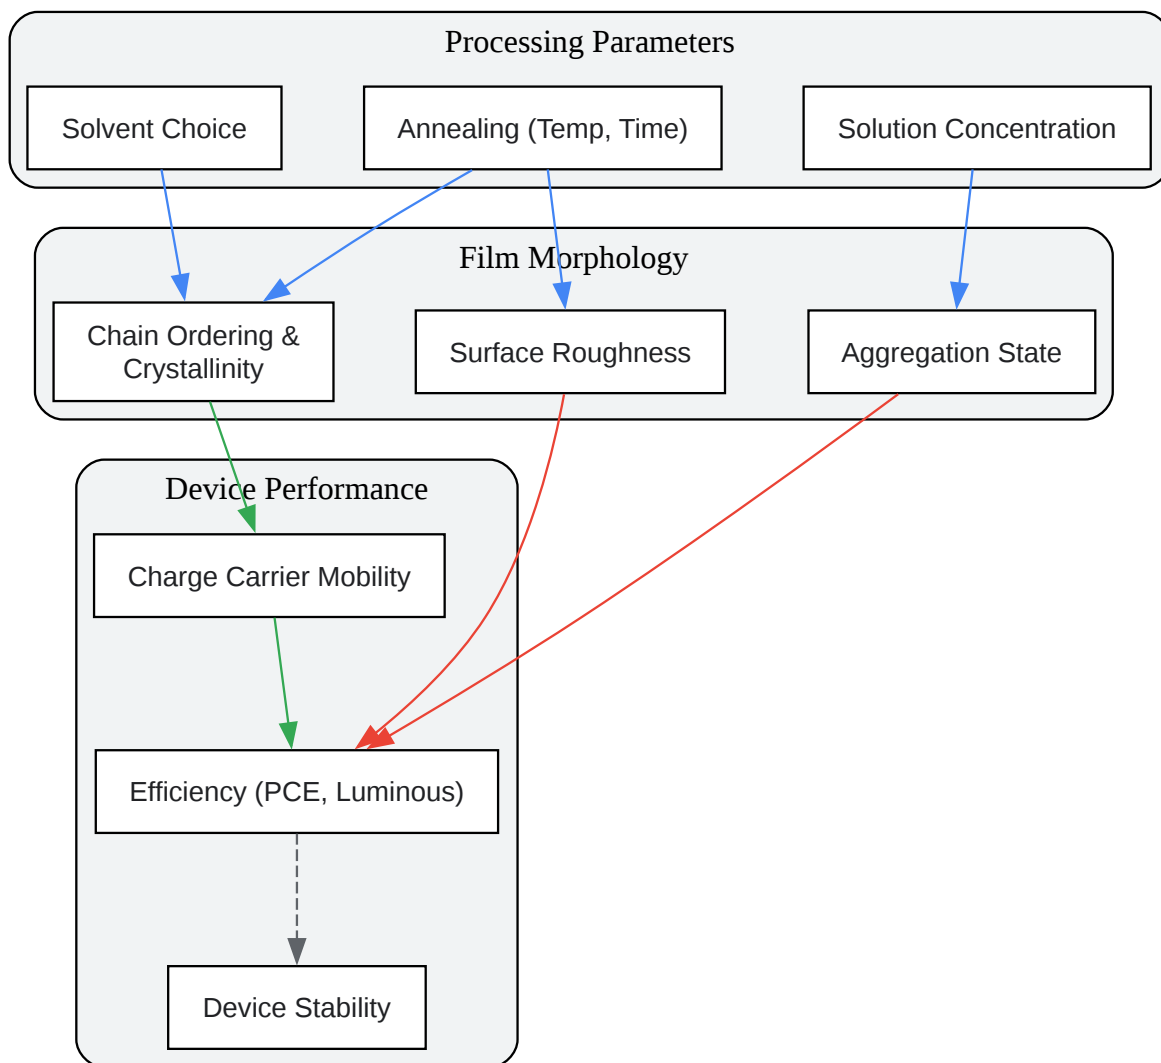 Processing Parameters
Solvent Choice
Annealing (Temp, Time)
Solution Concentration
Film Morphology
Chain Ordering &
Crystallinity
Surface Roughness
Aggregation State
Device Performance
Charge Carrier Mobility
Efficiency (PCE, Luminous)
Device Stability